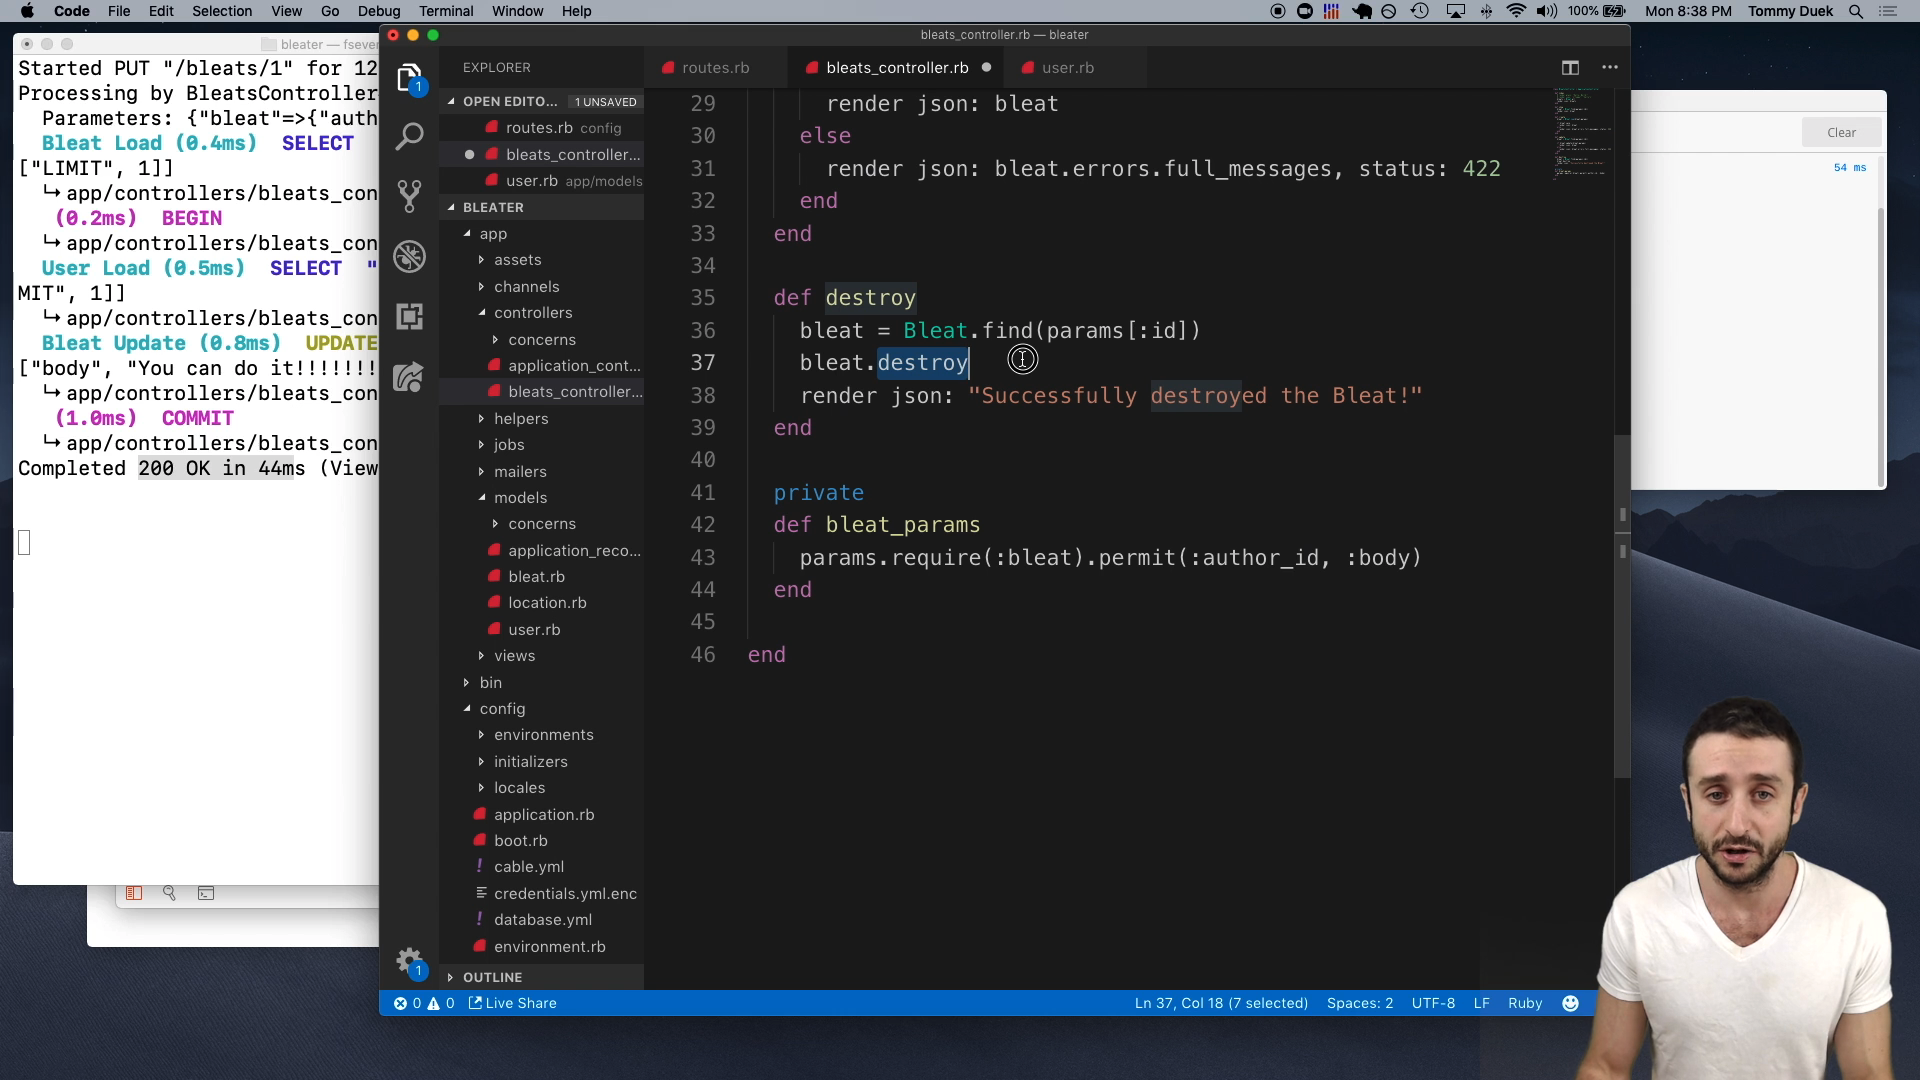 Code File Edit Selection View Go Debug Terminal Window Help
100% Mon 8:38 PM Tommy Duek
bleater — fseve
Started PUT "/bleats/1" for 12
Processing by BleatsController
Parameters: {"bleat"=>{"auth
Bleat Load (0.4ms) SELECT
["LIMIT", 1]]
↳ app/controllers/bleats_con
(0.2ms) BEGIN
↳ app/controllers/bleats_con
User Load (0.5ms) SELECT "
MIT", 1]]
↳ app/controllers/bleats_con
Bleat Update (0.8ms) UPDATE
["body", "You can do it!!!!!!!
↳ app/controllers/bleats_con
(1.0ms) COMMIT
↳ app/controllers/bleats_con
Completed 200 OK in 44ms (View
bleats_controller.rb — bleater
EXPLORER
OPEN EDITO... 1 UNSAVED
routes.rb config
bleats_controller...
user.rb app/models
BLEATER
app
assets
channels
controllers
concerns
application_cont...
bleats_controller...
helpers
jobs
mailers
models
concerns
application_reco...
bleat.rb
location.rb
user.rb
views
bin
config
environments
initializers
locales
application.rb
boot.rb
cable.yml
credentials.yml.enc
database.yml
environment.rb
OUTLINE
1
1
routes.rb bleats_controller.rb user.rb
29 render json: bleat
30 else
31 render json: bleat.errors.full_messages, status: 422
32 end
33 end
34
35 def destroy
36 bleat = Bleat.find(params[:id])
37 bleat.destroy
38 render json: "Successfully destroyed the Bleat!"
39 end
40
41 private
42 def bleat_params
43 params.require(:bleat).permit(:author_id, :body)
44 end
45
46 end
Clear
54 ms
0 0 Live Share
Ln 37, Col 18 (7 selected) Spaces: 2 UTF-8 LF Ruby